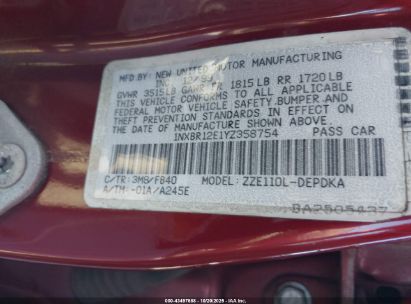 MFD. BY: NEW UNITED MOTOR MANUFACTURING
INC. 12/99
GVWR 3515LB GAWR FR 1815LB RR 1720LB
THIS VEHICLE CONFORMS TO ALL APPLICABLE
FEDERAL MOTOR VEHICLE SAFETY, BUMPER AND
THEFT PREVENTION STANDARDS IN EFFECT ON
THE DATE OF MANUFACTURE SHOWN ABOVE.
1NXBR12E1YZ358754 PASS CAR
C/TR: 3M8/FB40 MODEL: ZZE110L-DEPDKA
A/TM: -01A/A245E